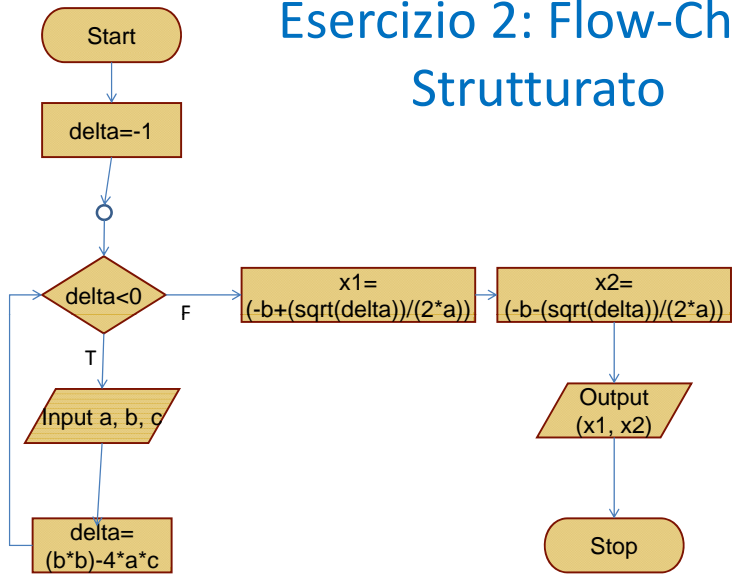 Esercizio 2: Flow-Ch
Strutturato
Start
delta=-1
delta<0
F
T
Input a, b, c
delta=
(b*b)-4*a*c
x1=
(-b+(sqrt(delta))/(2*a))
x2=
(-b-(sqrt(delta))/(2*a))
Output
(x1, x2)
Stop